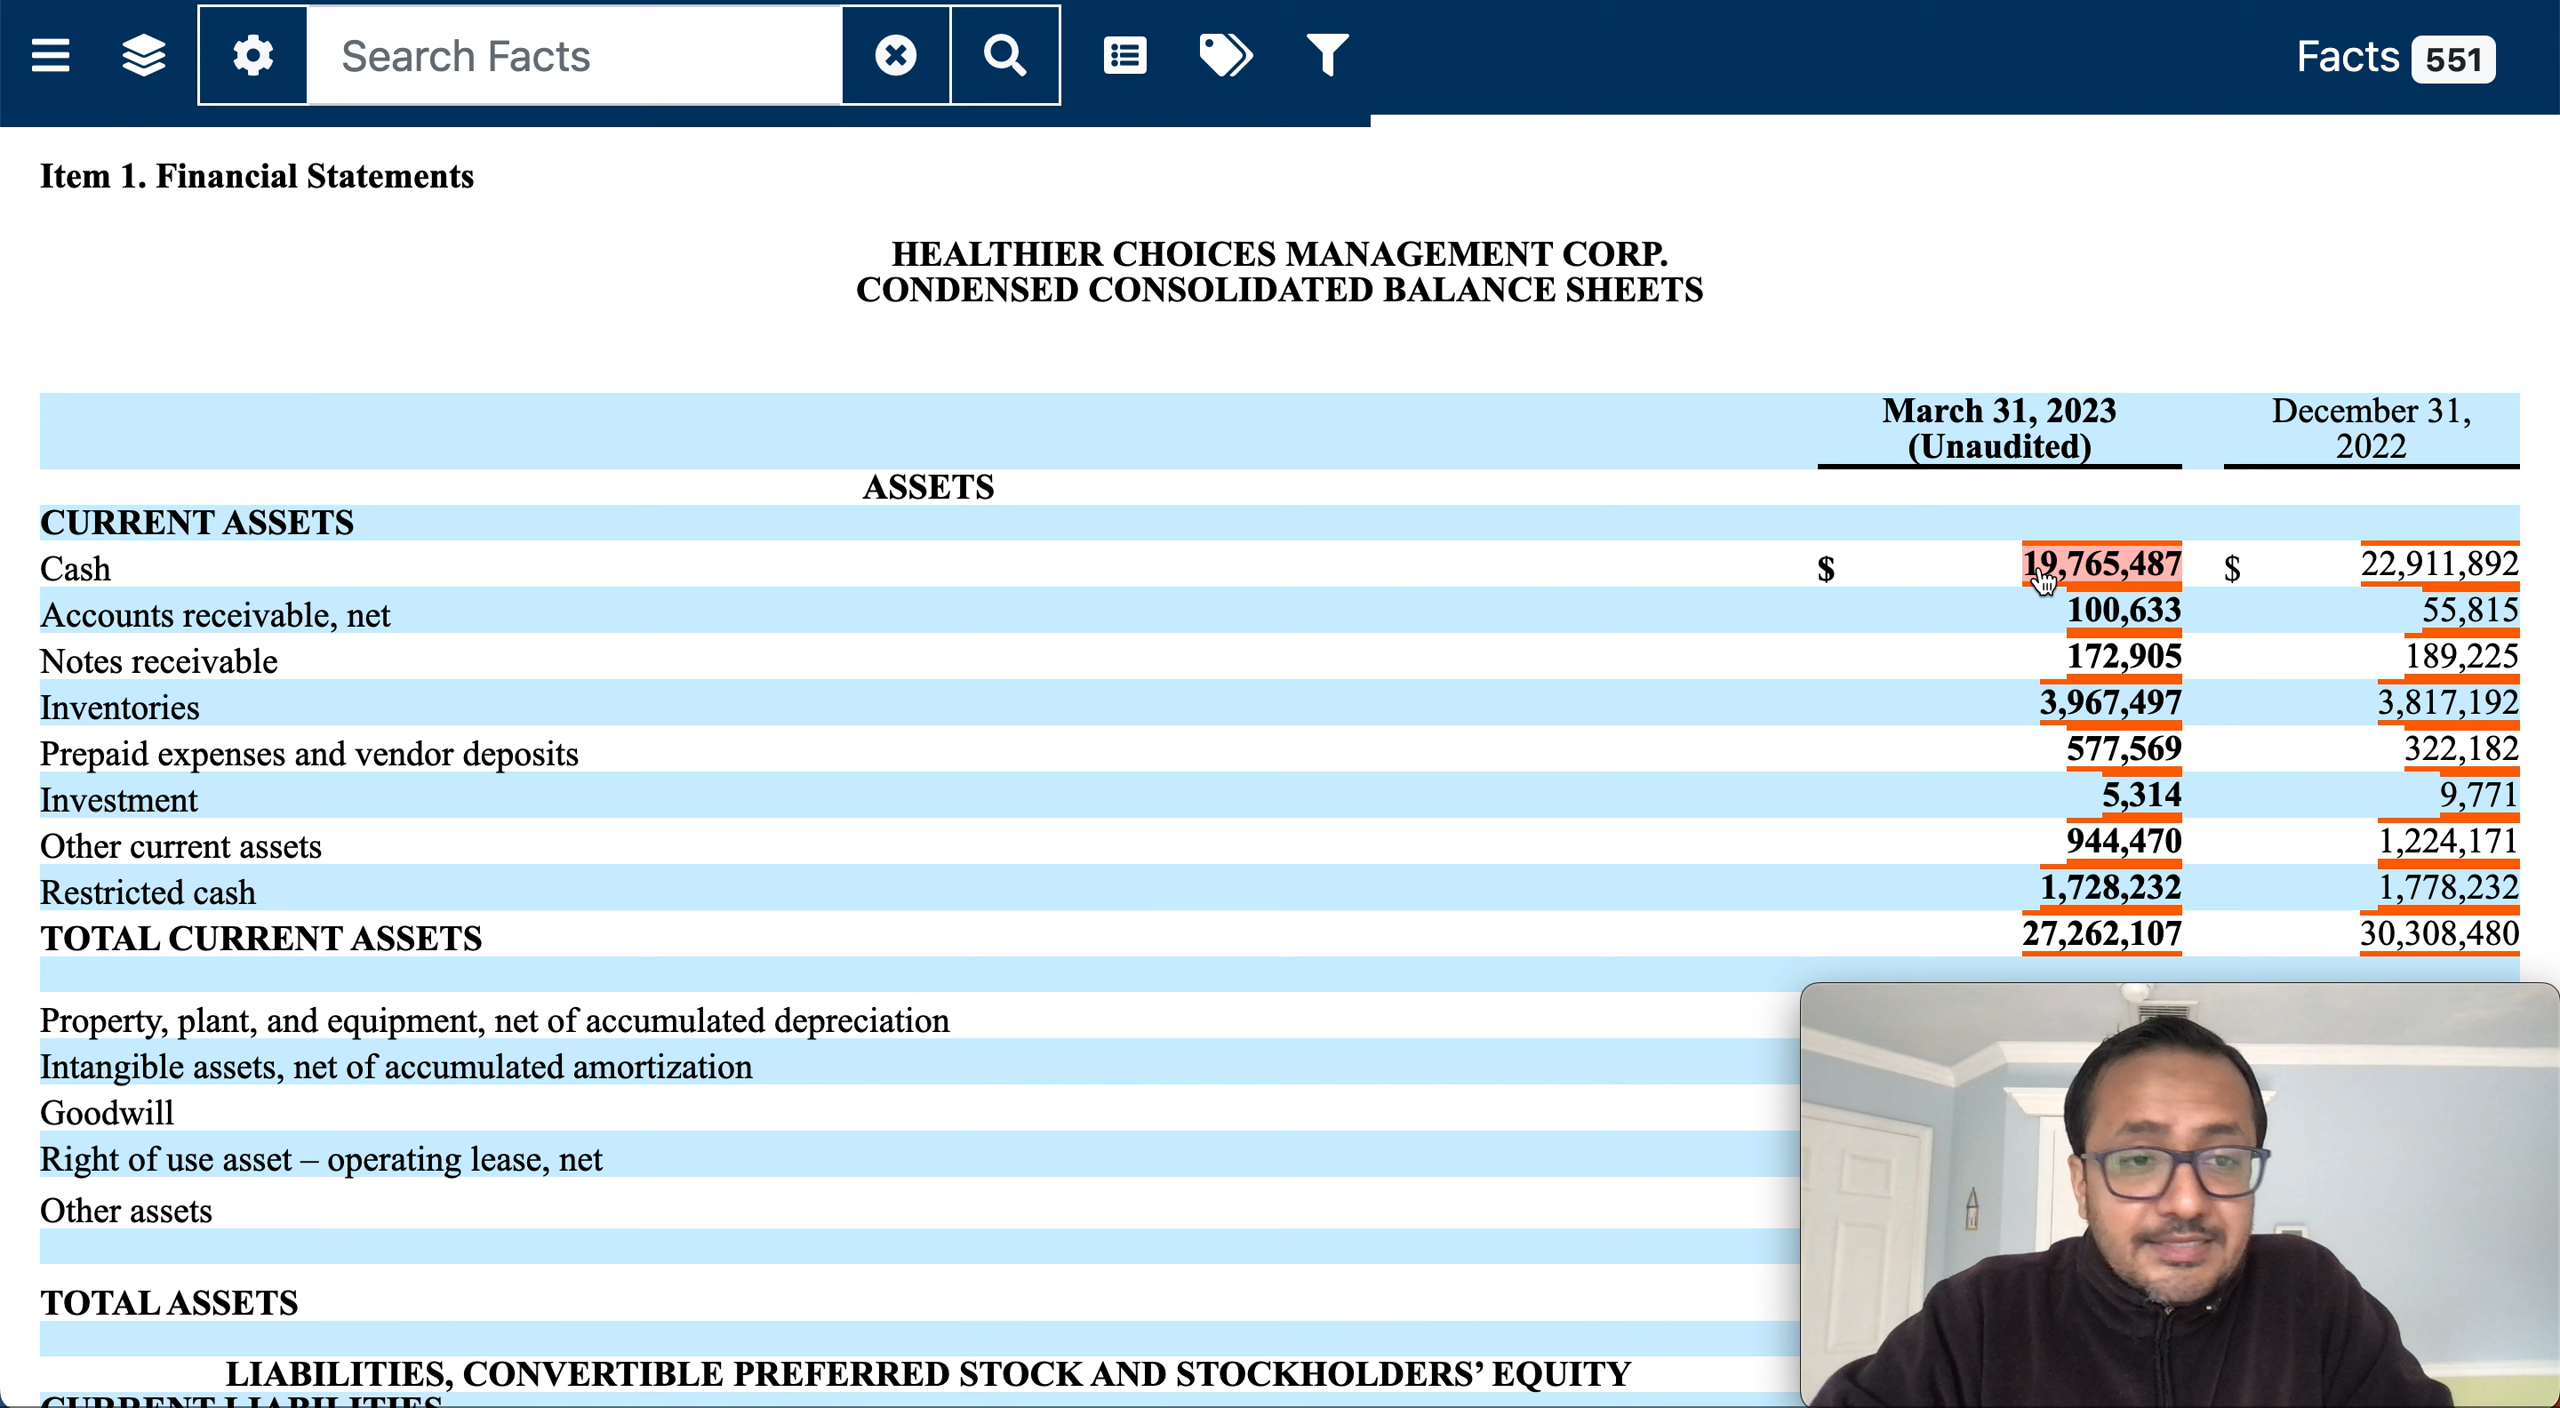 Search Facts
Facts 551
Item 1. Financial Statements
HEALTHIER CHOICES MANAGEMENT CORP.
CONDENSED CONSOLIDATED BALANCE SHEETS
March 31, 2023 December 31,
(Unaudited) 2022
ASSETS
CURRENT ASSETS
Cash $ 19,765,487 $ 22,911,892
Accounts receivable, net 100,633 55,815
Notes receivable 172,905 189,225
Inventories 3,967,497 3,817,192
Prepaid expenses and vendor deposits 577,569 322,182
Investment 5,314 9,771
Other current assets 944,470 1,224,171
Restricted cash 1,728,232 1,778,232
TOTAL CURRENT ASSETS 27,262,107 30,308,480
Property, plant, and equipment, net of accumulated depreciation
Intangible assets, net of accumulated amortization
Goodwill
Right of use asset – operating lease, net
Other assets
TOTAL ASSETS
LIABILITIES, CONVERTIBLE PREFERRED STOCK AND STOCKHOLDERS’ EQUITY
CURRENT LIABILITIES